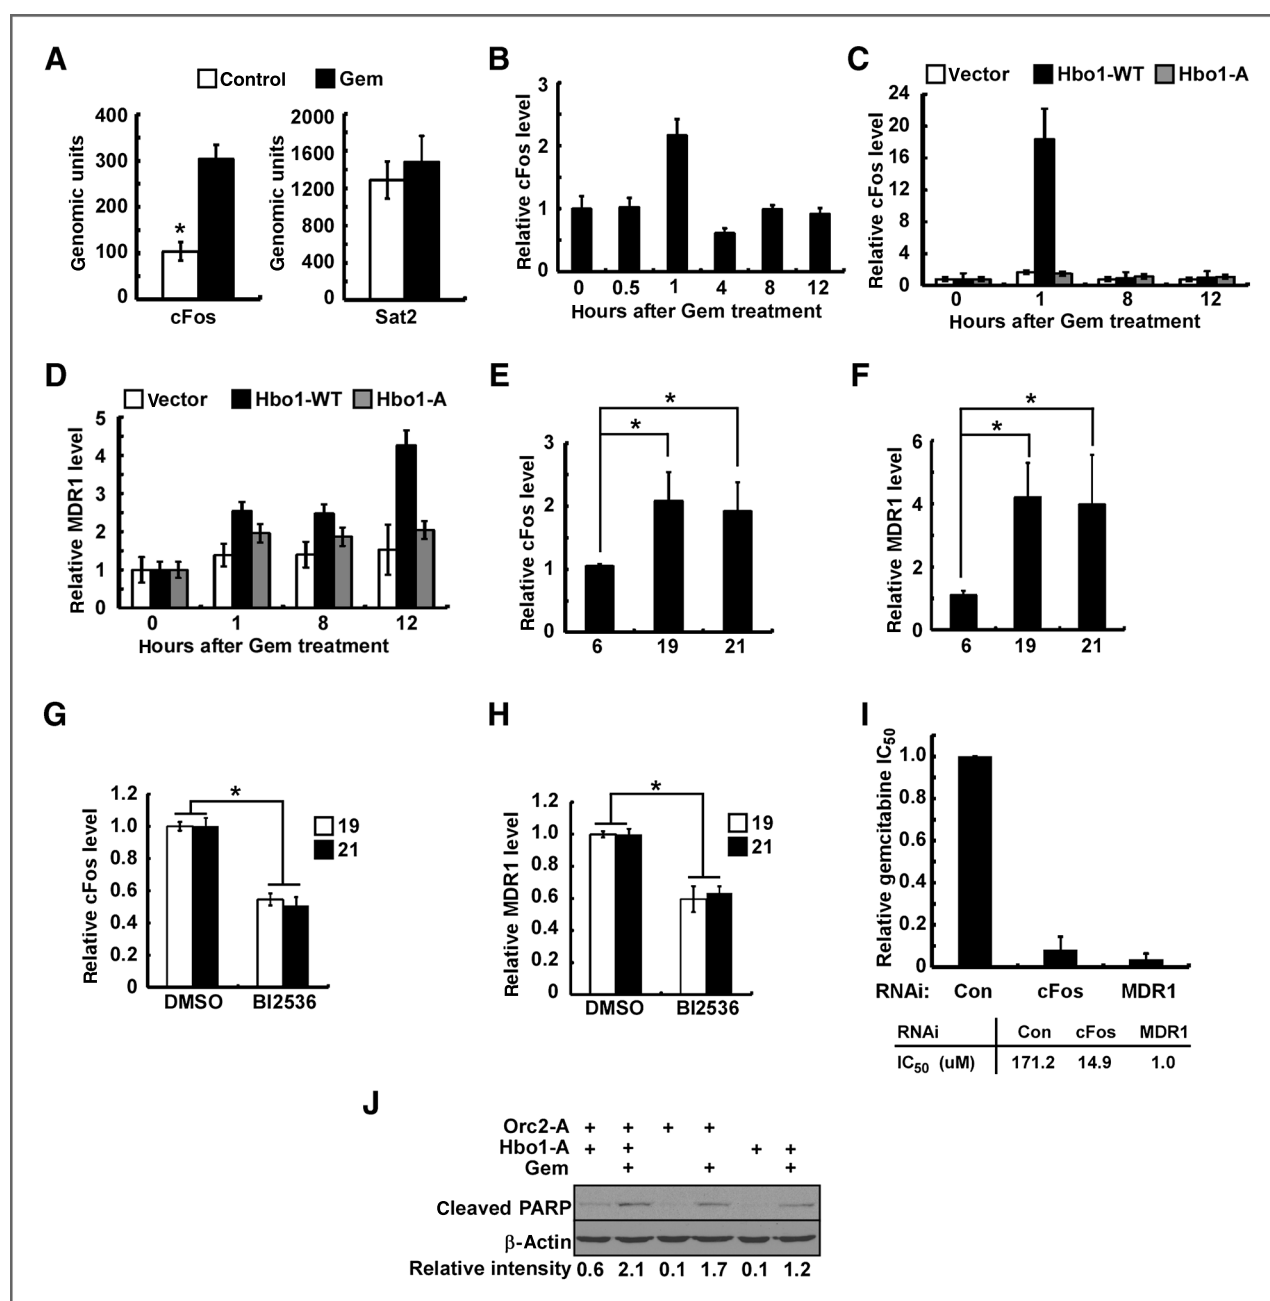 A
Control Gem
Genomic units
400
300
200
100
0
*
cFos
Genomic units
2000
1600
1200
800
400
0
Sat2
B
Relative cFos level
3
2
1
0
0 0.5 1 4 8 12
Hours after Gem treatment
C
Vector Hbo1-WT Hbo1-A
Relative cFos level
24
20
16
12
8
4
0
0 1 8 12
Hours after Gem treatment
D
Vector Hbo1-WT Hbo1-A
Relative MDR1 level
5
4
3
2
1
0
0 1 8 12
Hours after Gem treatment
E
*
*
Relative cFos level
3
2
1
0
6 19 21
F
*
*
Relative MDR1 level
6
4
2
0
6 19 21
G
Relative cFos level
1.2
1.0
0.8
0.6
0.4
0.2
0
*
19
21
DMSO BI2536
H
Relative MDR1 level
1.2
1.0
0.8
0.6
0.4
0.2
0
*
19
21
DMSO BI2536
I
Relative gemcitabine IC50
1.0
0.8
0.6
0.4
0.2
0
RNAi: Con cFos MDR1
RNAi Con cFos MDR1
IC50 (uM) 171.2 14.9 1.0
J
Orc2-A + + + +
Hbo1-A + + + +
Gem + + +
Cleaved PARP
β-Actin
Relative intensity 0.6 2.1 0.1 1.7 0.1 1.2